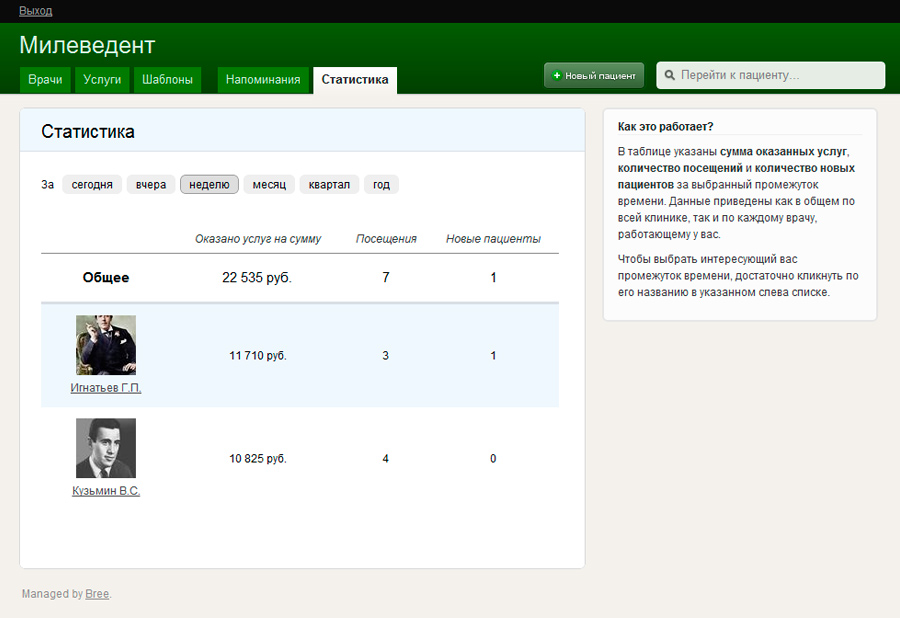 Выход
Милеведент
Врачи Услуги Шаблоны Напоминания Статистика
Новый пациент Перейти к пациенту...
Статистика
За сегодня вчера неделю месяц квартал год
Оказано услуг на сумму Посещения Новые пациенты
Общее 22 535 руб. 7 1
11 710 руб. 3 1
Игнатьев Г.П.
10 825 руб. 4 0
Кузьмин В.С.
Как это работает?
В таблице указаны сумма оказанных услуг,
количество посещений и количество новых
пациентов за выбранный промежуток
времени. Данные приведены как в общем по
всей клинике, так и по каждому врачу,
работающему у вас.
Чтобы выбрать интересующий вас
промежуток времени, достаточно кликнуть по
его названию в указанном слева списке.
Managed by Bree.